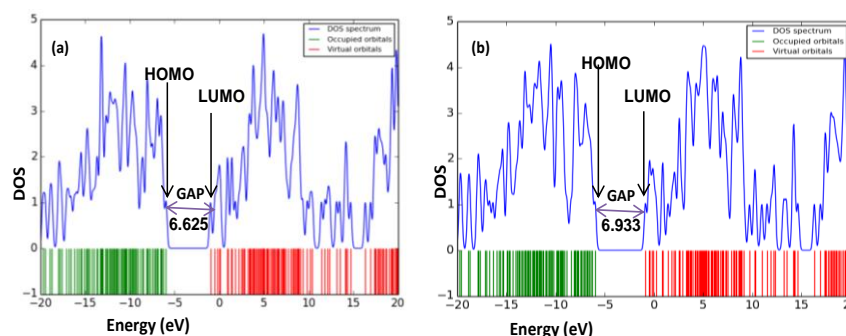 (a)
DOS spectrum
Occupied orbitals
Virtual orbitals
HOMO
LUMO
GAP
6.625
DOS
5
4
3
2
1
0
−1
−20 −15 −10 −5 0 5 10 15 20
Energy (eV)
(b)
DOS spectrum
Occupied orbitals
Virtual orbitals
HOMO
LUMO
GAP
6.933
DOS
5
4
3
2
1
0
−1
−20 −15 −10 −5 0 5 10 15 20
Energy (eV)